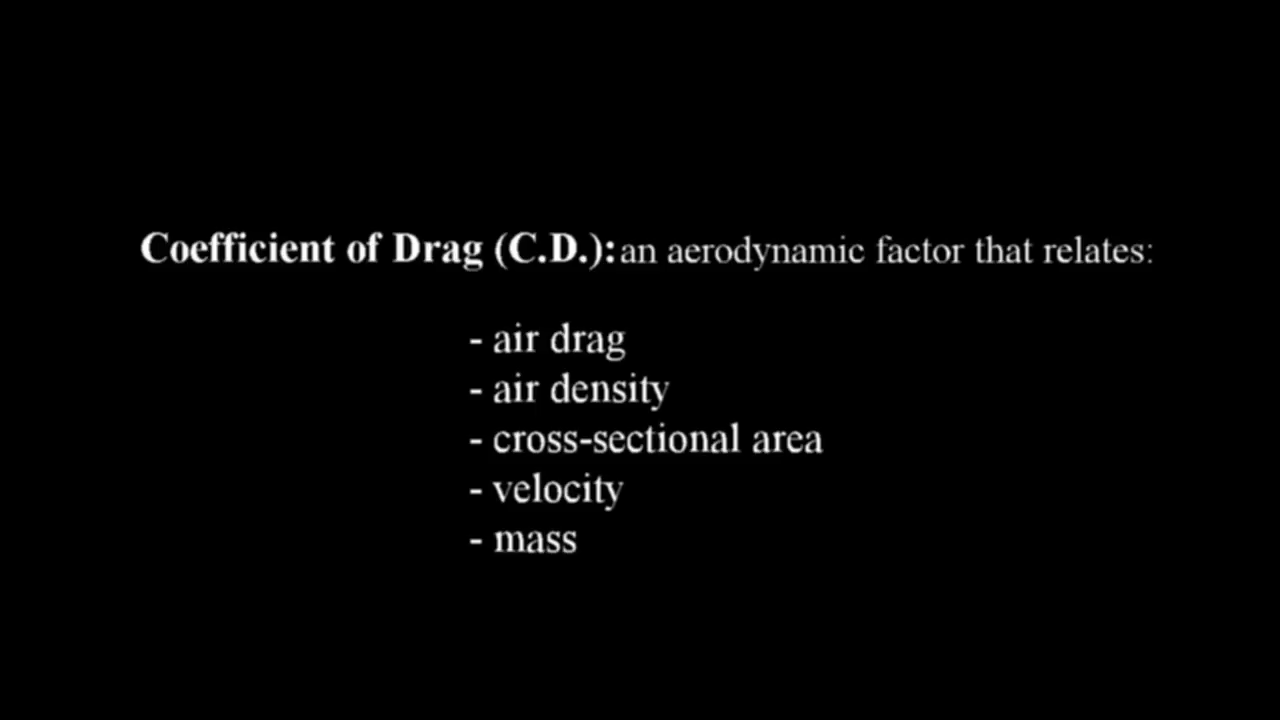 Coefficient of Drag (C.D.): an aerodynamic factor that relates:
- air drag
- air density
- cross-sectional area
- velocity
- mass